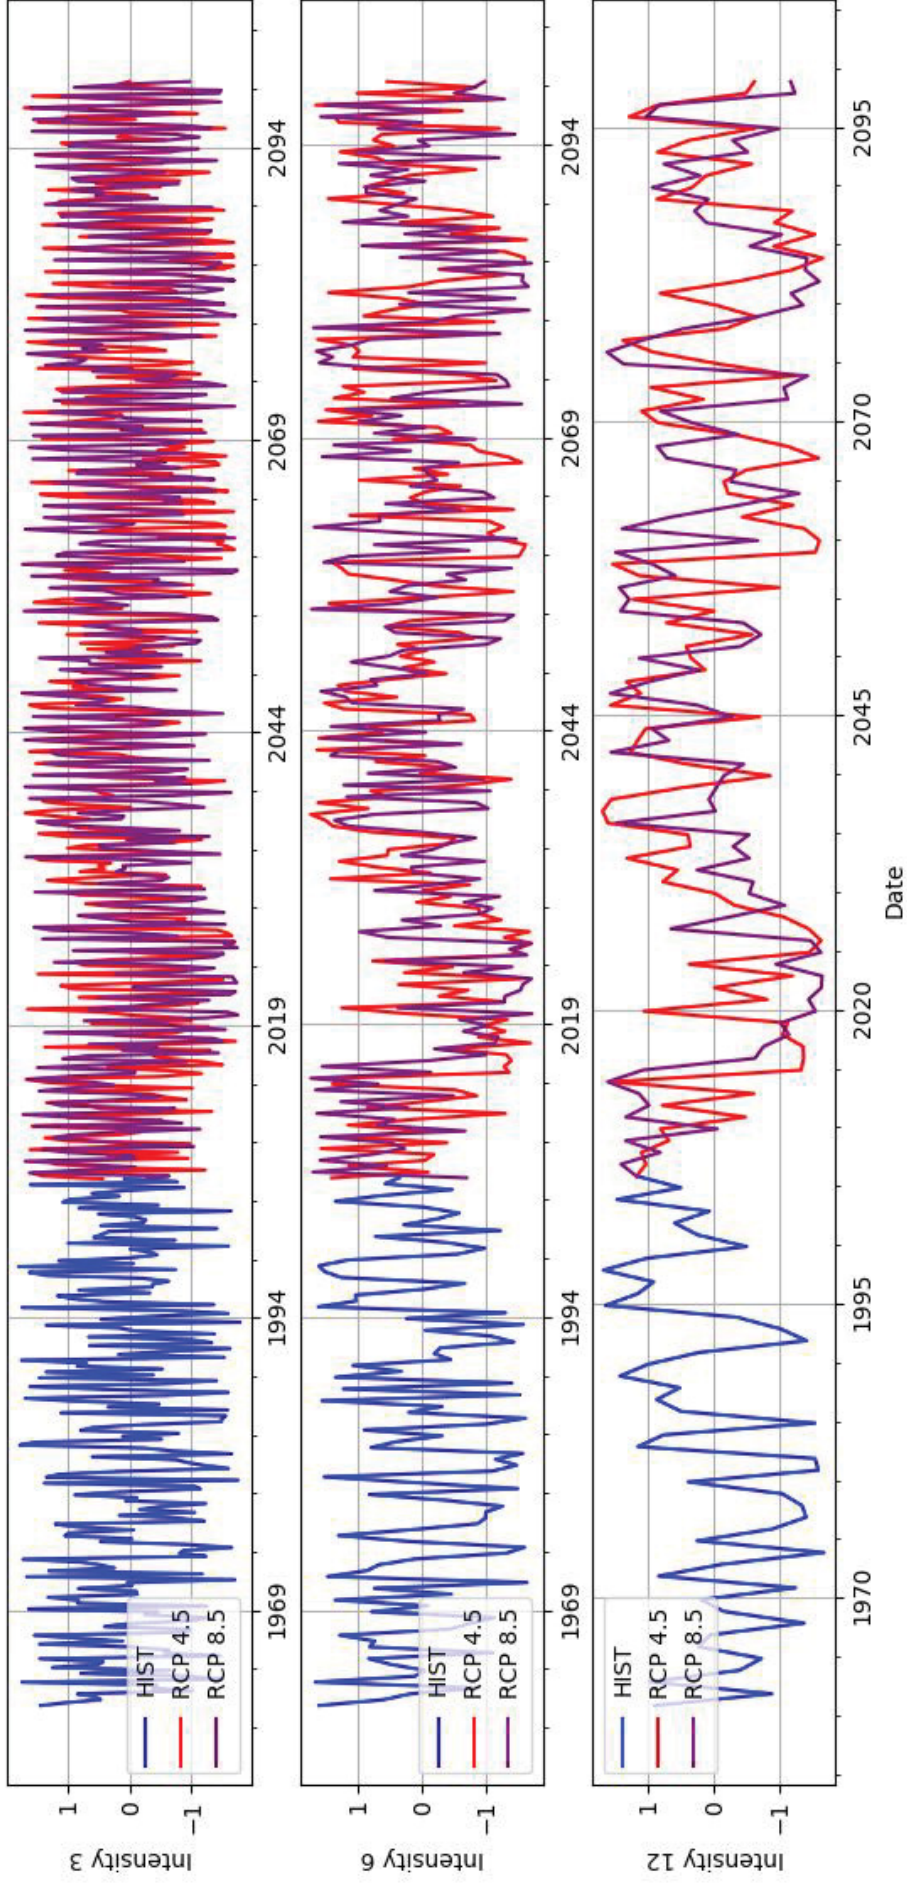 Intensity 3
1
0
−1
HIST
RCP 4.5
RCP 8.5
1969
1994
2019
2044
2069
2094
Intensity 6
1
0
−1
HIST
RCP 4.5
RCP 8.5
1969
1994
2019
2044
2069
2094
Intensity 12
1
0
−1
HIST
RCP 4.5
RCP 8.5
1970
1995
2020
2045
2070
2095
Date